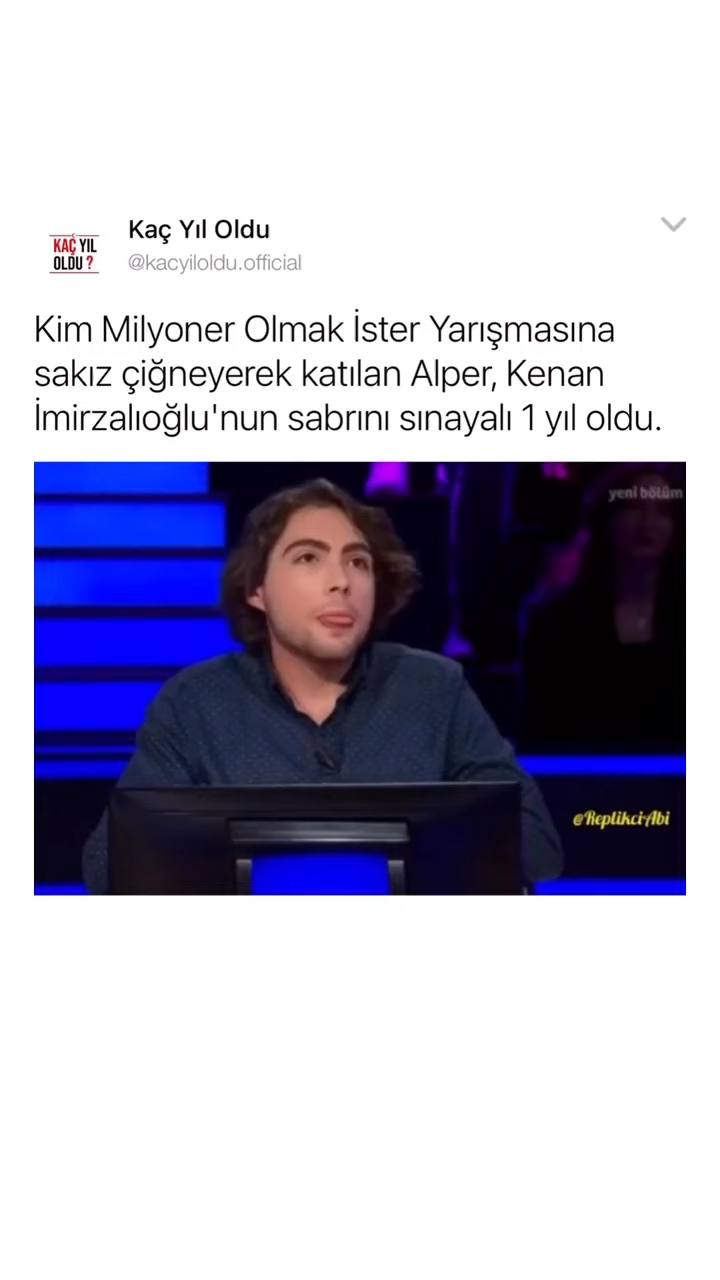 KAÇ YIL
OLDU ?
Kaç Yıl Oldu
@kacyiloldu.official
Kim Milyoner Olmak İster Yarışmasına
sakız çiğneyerek katılan Alper, Kenan
İmirzalıoğlu'nun sabrını sınayalı 1 yıl oldu.
yeni bölüm
@ReplikciAbi